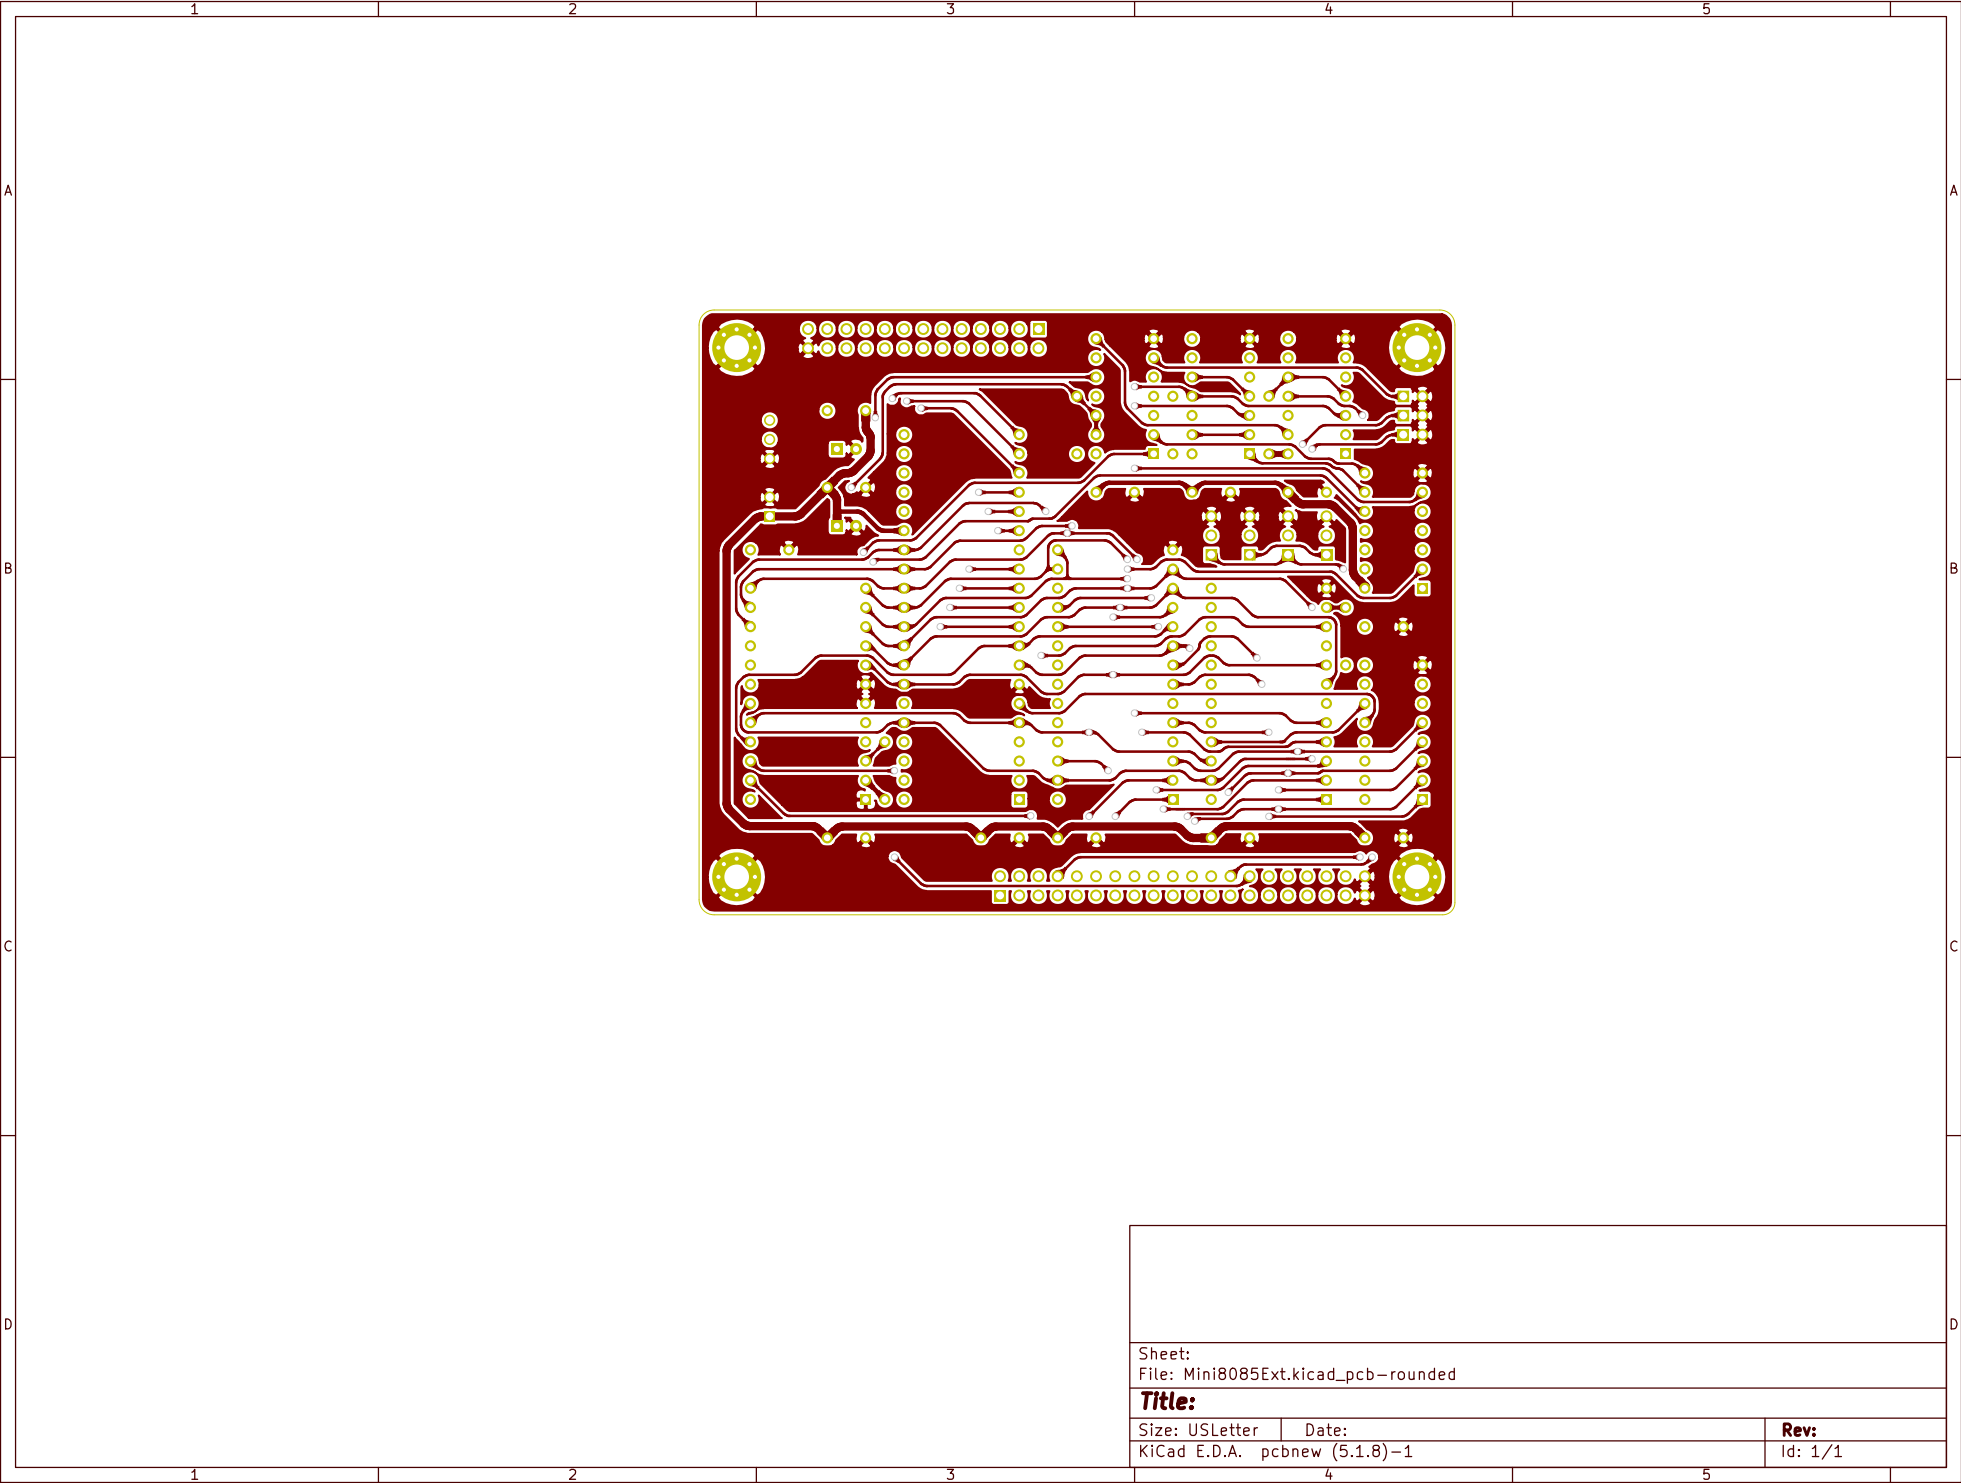 1 2 3 4 5
A A
B B
C C
D D
Sheet:
File: Mini8085Ext.kicad_pcb-rounded
Title:
Size: USLetter Date: Rev:
KiCad E.D.A. pcbnew (5.1.8)-1 Id: 1/1
1 2 3 4 5